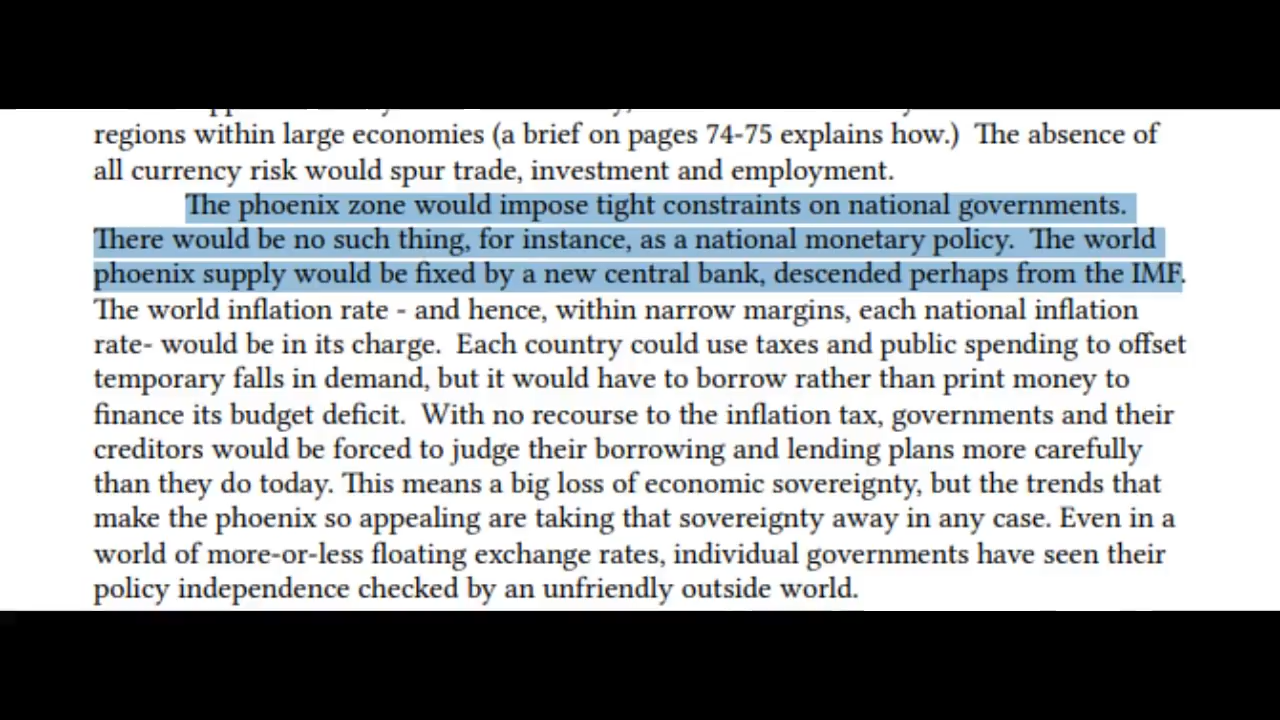 regions within large economies (a brief on pages 74-75 explains how.)  The absence of
all currency risk would spur trade, investment and employment.
The phoenix zone would impose tight constraints on national governments.
There would be no such thing, for instance, as a national monetary policy.  The world
phoenix supply would be fixed by a new central bank, descended perhaps from the IMF.
The world inflation rate - and hence, within narrow margins, each national inflation
rate- would be in its charge.  Each country could use taxes and public spending to offset
temporary falls in demand, but it would have to borrow rather than print money to
finance its budget deficit.  With no recourse to the inflation tax, governments and their
creditors would be forced to judge their borrowing and lending plans more carefully
than they do today. This means a big loss of economic sovereignty, but the trends that
make the phoenix so appealing are taking that sovereignty away in any case. Even in a
world of more-or-less floating exchange rates, individual governments have seen their
policy independence checked by an unfriendly outside world.